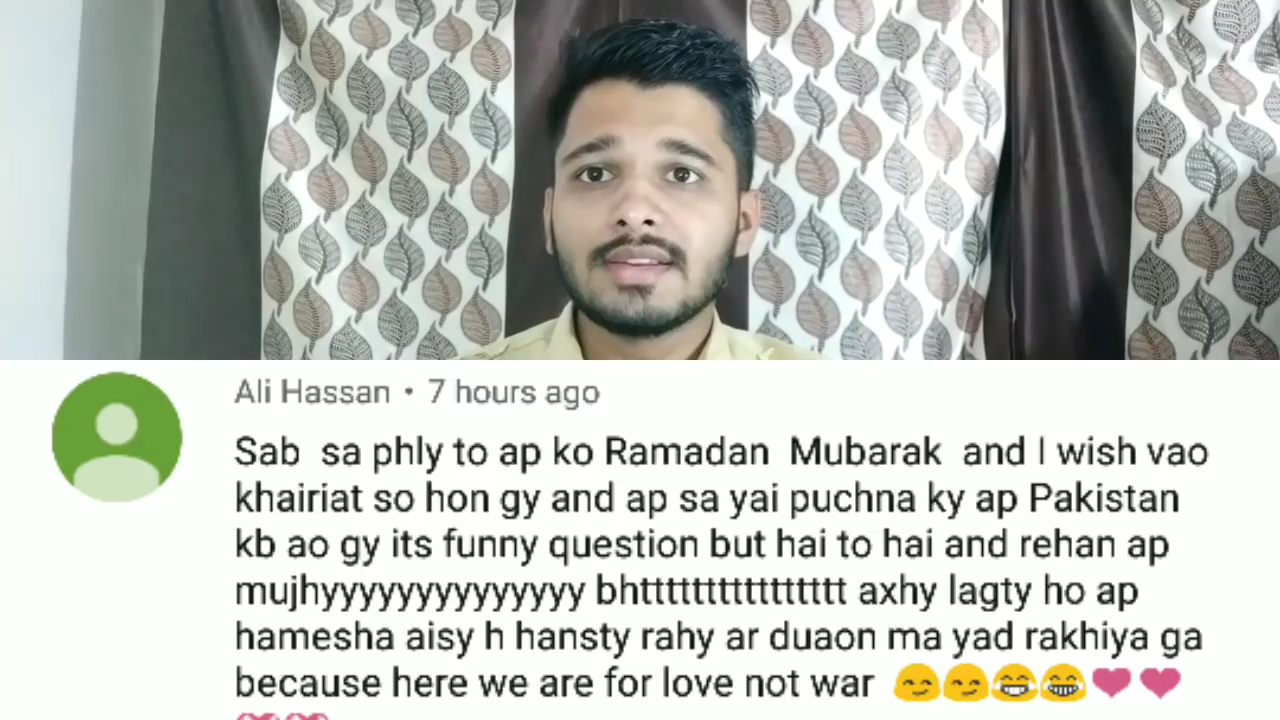 Ali Hassan • 7 hours ago
Sab sa phly to ap ko Ramadan Mubarak and I wish vao
khairiat so hon gy and ap sa yai puchna ky ap Pakistan
kb ao gy its funny question but hai to hai and rehan ap
mujhyyyyyyyyyyyyyyy bhttttttttttttttttt axhy lagty ho ap
hamesha aisy h hansty rahy ar duaon ma yad rakhiya ga
because here we are for love not war 😊😊😂😂❤❤